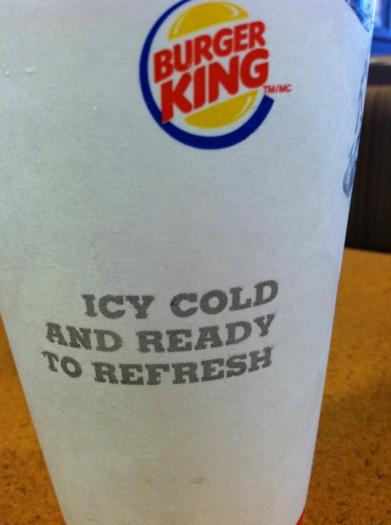 BURGER
KING TM/MC
ICY COLD
AND READY
TO REFRESH